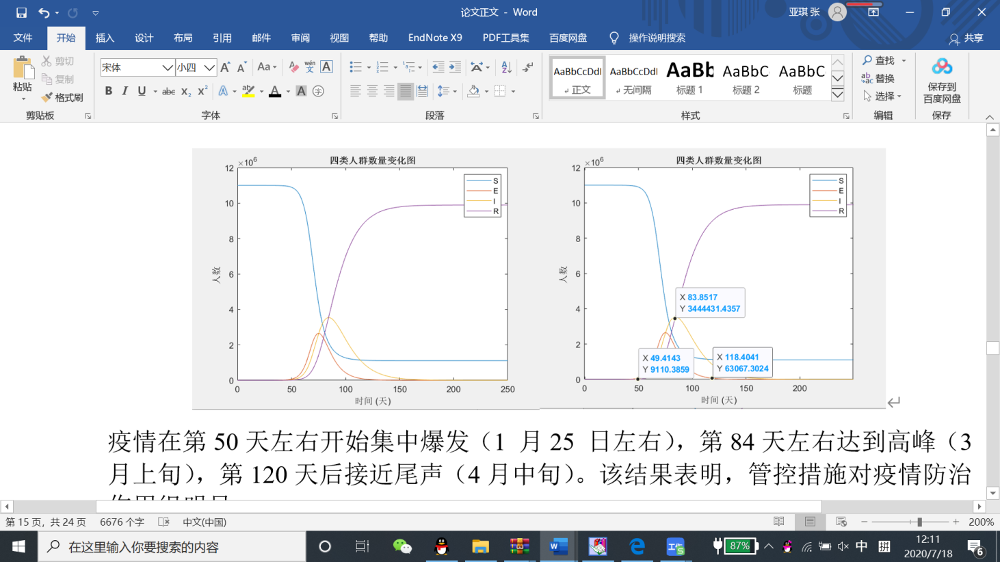 论文正文 - Word
亚琪 张
文件 开始 插入 设计 布局 引用 邮件 审阅 视图 帮助 EndNote X9 PDF工具集 百度网盘 操作说明搜索 共享
粘贴 剪切 复制 格式刷
宋体 小四
AaBbCcDdI AaBbCcDdI AaBb AaBbC AaBbC
正文 无间隔 标题 1 标题 2 标题
查找 替换 选择
保存到
百度网盘
剪贴板 字体 段落 样式 编辑 保存
四类人群数量变化图
×10⁶
12
10
8
6
4
2
0
人数
S
E
I
R
0 50 100 150 200 250
时间 (天)
四类人群数量变化图
×10⁶
12
10
8
6
4
2
0
人数
S
E
I
R
X 83.8517
Y 3444431.4357
X 49.4143
Y 9110.3859
X 118.4041
Y 63067.3024
0 50 100 150 200
时间 (天)
疫情在第 50 天左右开始集中爆发（1 月 25 日左右），第 84 天左右达到高峰（3
月上旬），第 120 天后接近尾声（4 月中旬）。该结果表明，管控措施对疫情防治
第 15 页，共 24 页 6676 个字 中文(中国) 200%
在这里输入你要搜索的内容
87%
中 拼
12:11
2020/7/18
6